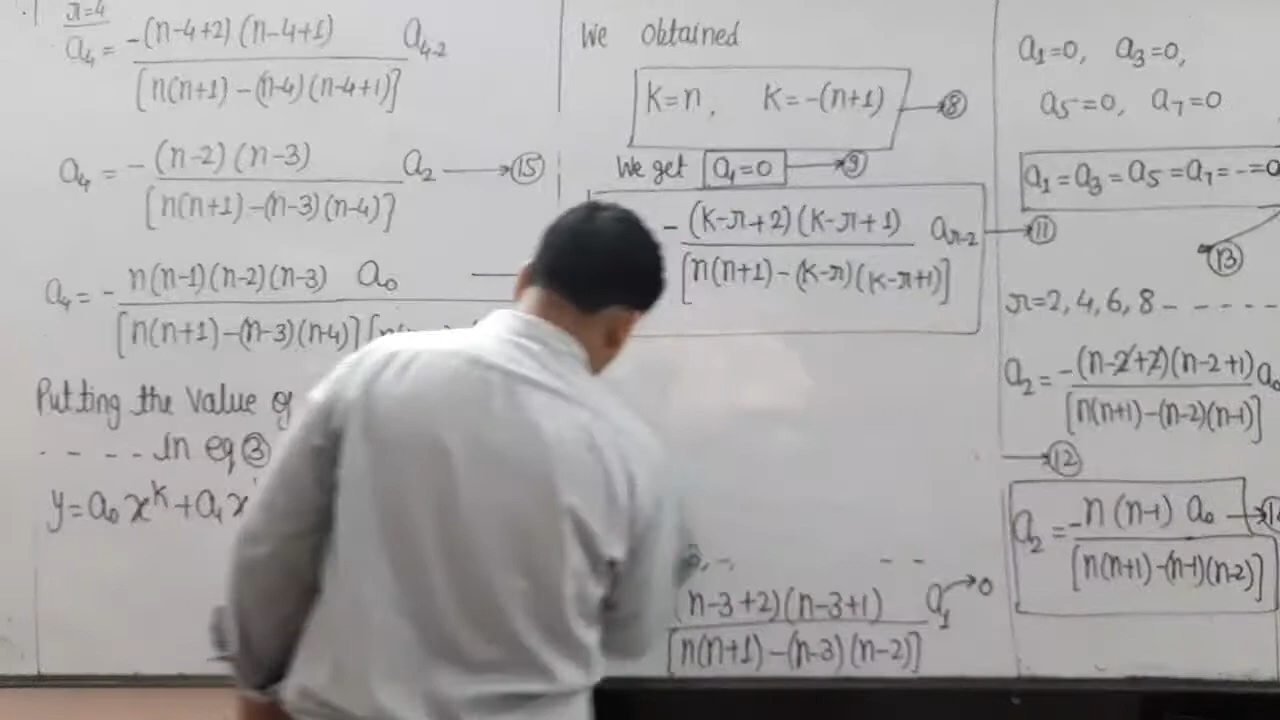 r=4
a₄ = -(n-4+2)(n-4+1) / [n(n+1)-(n-4)(n-4+1)] a₄₋₂
a₄ = -(n-2)(n-3) / [n(n+1)-(n-3)(n-4)] a₂ → ⑮
a₄ = - n(n-1)(n-2)(n-3) a₀ / [n(n+1)-(n-3)(n-4)]
Putting the value of
- - - - In eq ③
y = a₀ xᴷ + a₁ x
We obtained
K=n, K=-(n+1) → ⑧
We get a₁=0 → ⑨
-(K-r+2)(K-r+1) / [n(n+1)-(K-r)(K-r+1)] aᵣ₋₂ → ⑪
(n-3+2)(n-3+1) / [n(n+1)-(n-3)(n-2)] a₁ → 0
a₁=0, a₃=0,
a₅=0, a₇=0
a₁ = a₃ = a₅ = a₇ = - = 0
⑬
r=2, 4, 6, 8 - - - - -
a₂ = -(n-2+2)(n-2+1) / [n(n+1)-(n-2)(n-1)] a₀
→ ⑫
a₂ = -n(n-1) a₀ / [n(n+1)-(n-1)(n-2)] →